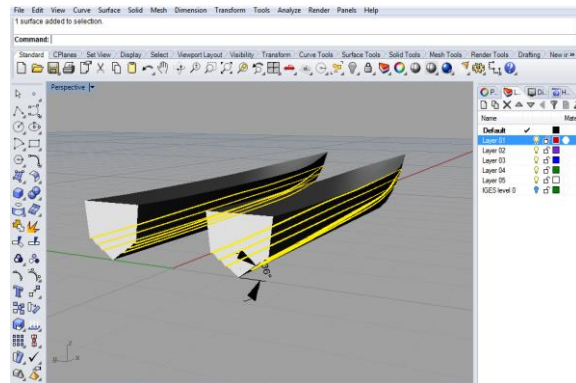 File Edit View Curve Surface Solid Mesh Dimension Transform Tools Analyze Render Panels Help
1 surface added to selection.
Command:
Standard CPlanes Set View Display Select Viewport Layout Visibility Transform Curve Tools Surface Tools Solid Tools Mesh Tools Render Tools Drafting
Perspective
P... L... Di... H...
Name Mate
Default
Layer 01
Layer 02
Layer 03
Layer 04
Layer 05
IGES level 0
z
x